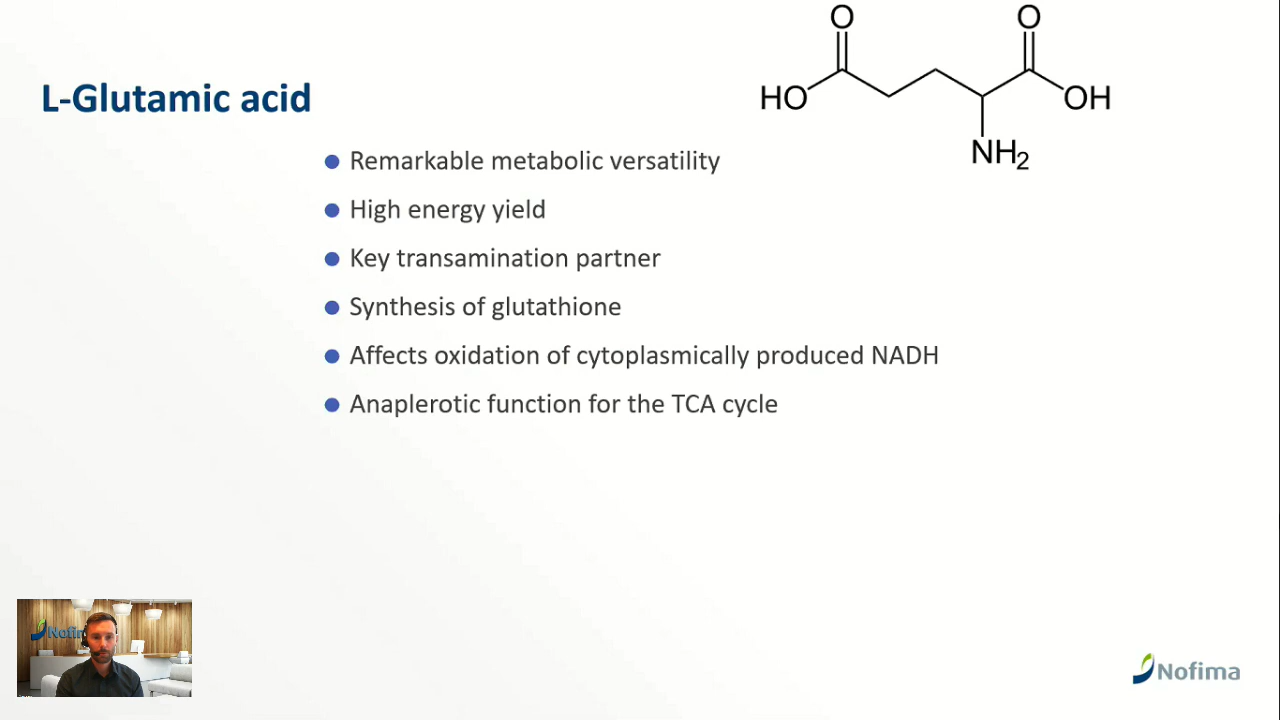 O O
HO OH
NH2
L-Glutamic acid
Remarkable metabolic versatility
High energy yield
Key transamination partner
Synthesis of glutathione
Affects oxidation of cytoplasmically produced NADH
Anaplerotic function for the TCA cycle
Nofima
Nofima